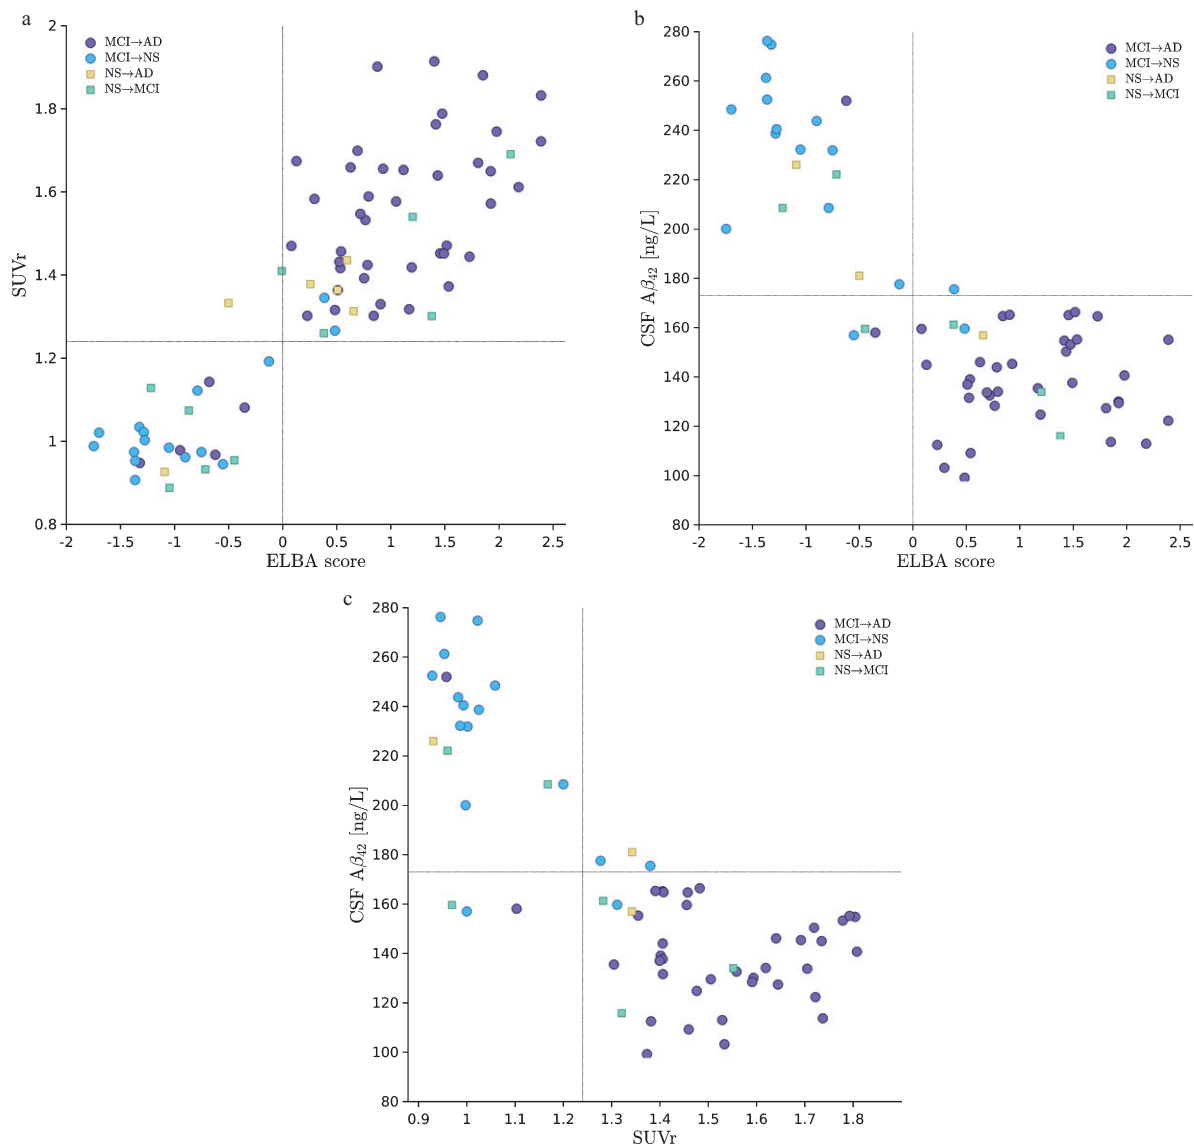 a
2
1.8
1.6
1.4
1.2
1
0.8
SUVr
MCI→AD
MCI→NS
NS→AD
NS→MCI
-2 -1.5 -1 -0.5 0 0.5 1 1.5 2 2.5
ELBA score
b
280
260
240
220
200
180
160
140
120
100
80
CSF Aβ42 [ng/L]
MCI→AD
MCI→NS
NS→AD
NS→MCI
-2 -1.5 -1 -0.5 0 0.5 1 1.5 2 2.5
ELBA score
c
280
260
240
220
200
180
160
140
120
100
80
CSF Aβ42 [ng/L]
MCI→AD
MCI→NS
NS→AD
NS→MCI
0.9 1 1.1 1.2 1.3 1.4 1.5 1.6 1.7 1.8
SUVr